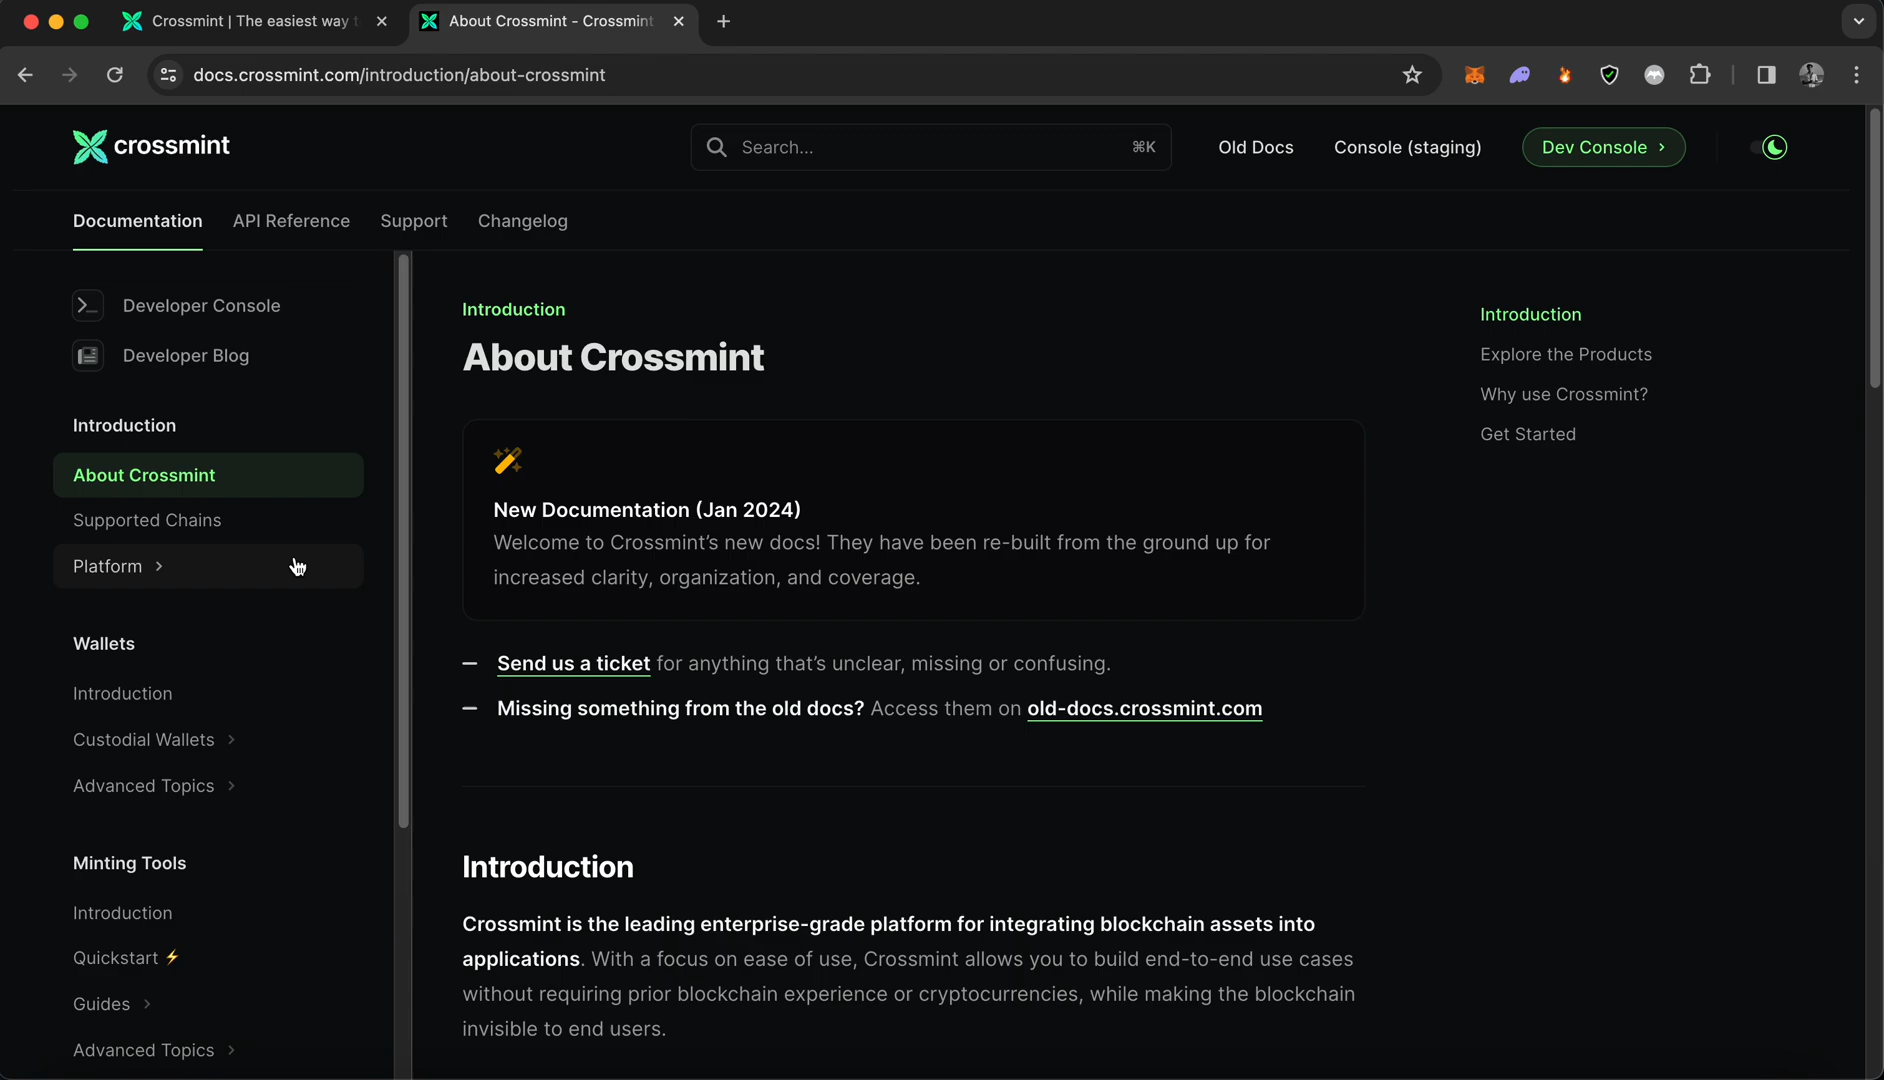 Crossmint | The easiest way t
About Crossmint - Crossmint
docs.crossmint.com/introduction/about-crossmint
crossmint
Search...
⌘K
Old Docs
Console (staging)
Dev Console ›
Documentation
API Reference
Support
Changelog
Developer Console
Developer Blog
Introduction
About Crossmint
Supported Chains
Platform
Wallets
Introduction
Custodial Wallets
Advanced Topics
Minting Tools
Introduction
Quickstart ⚡
Guides
Advanced Topics
Introduction
About Crossmint
New Documentation (Jan 2024)
Welcome to Crossmint’s new docs! They have been re-built from the ground up for
increased clarity, organization, and coverage.
— Send us a ticket for anything that’s unclear, missing or confusing.
— Missing something from the old docs? Access them on old-docs.crossmint.com
Introduction
Crossmint is the leading enterprise-grade platform for integrating blockchain assets into
applications. With a focus on ease of use, Crossmint allows you to build end-to-end use cases
without requiring prior blockchain experience or cryptocurrencies, while making the blockchain
invisible to end users.
Introduction
Explore the Products
Why use Crossmint?
Get Started